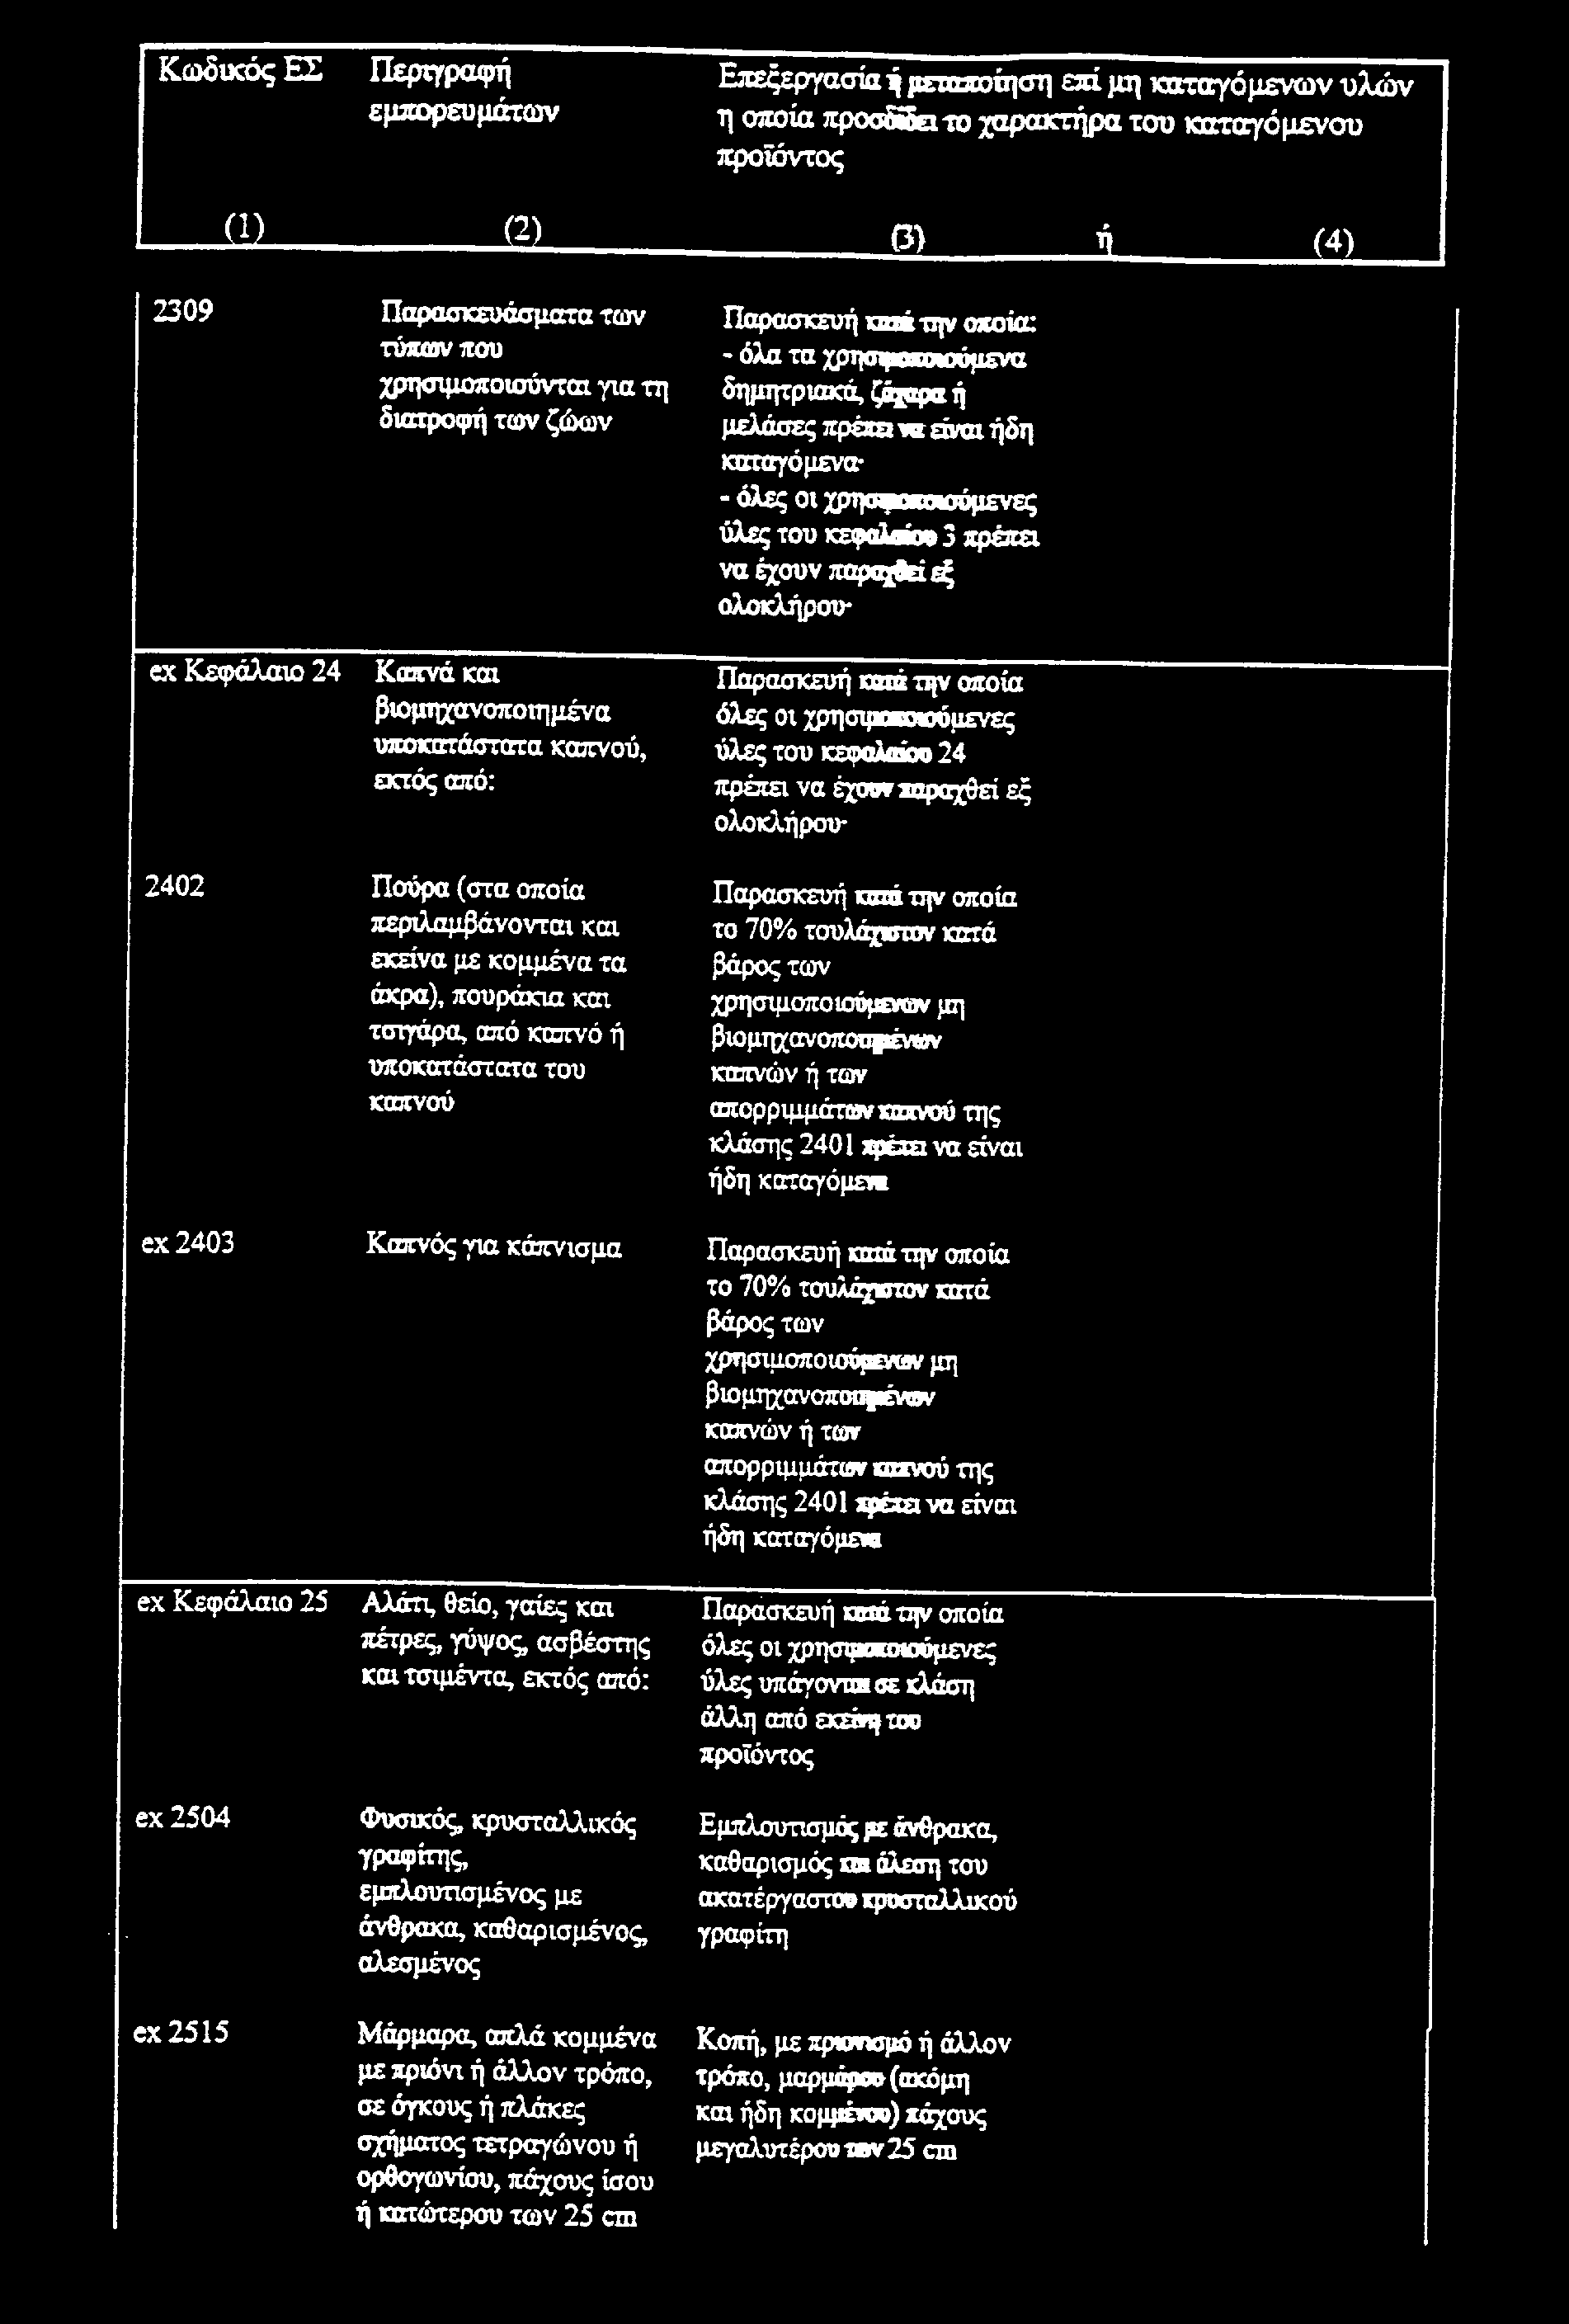 Κωδικός ΕΣ
Περιγραφή
εμπορευμάτων
Επεξεργασία ή μεταποίηση επί μη καταγόμενων υλών
η οποία προσδίδει το χαρακτήρα του καταγόμενου
προϊόντος
(1)
(2)
(3)
ή
(4)
2309
Παρασκευάσματα των
τύπων που
χρησιμοποιούνται για τη
διατροφή των ζώων
Παρασκευή κατά την οποία:
- όλα τα χρησιμοποιούμενα
δημητριακά, ζάχαρα ή
μελάσες πρέπει να είναι ήδη
καταγόμενα·
- όλες οι χρησιμοποιούμενες
ύλες του κεφαλαίου 3 πρέπει
να έχουν παραχθεί εξ
ολοκλήρου·
ex Κεφάλαιο 24
Καπνά και
βιομηχανοποιημένα
υποκατάστατα καπνού,
εκτός από:
Παρασκευή κατά την οποία
όλες οι χρησιμοποιούμενες
ύλες του κεφαλαίου 24
πρέπει να έχουν παραχθεί εξ
ολοκλήρου·
2402
Πούρα (στα οποία
περιλαμβάνονται και
εκείνα με κομμένα τα
άκρα), πουράκια και
τσιγάρα, από καπνό ή
υποκατάστατα του
καπνού
Παρασκευή κατά την οποία
το 70% τουλάχιστον κατά
βάρος των
χρησιμοποιούμενων μη
βιομηχανοποιημένων
καπνών ή των
απορριμμάτων καπνού της
κλάσης 2401 πρέπει να είναι
ήδη καταγόμενα
ex 2403
Καπνός για κάπνισμα
Παρασκευή κατά την οποία
το 70% τουλάχιστον κατά
βάρος των
χρησιμοποιούμενων μη
βιομηχανοποιημένων
καπνών ή των
απορριμμάτων καπνού της
κλάσης 2401 πρέπει να είναι
ήδη καταγόμενα
ex Κεφάλαιο 25
Αλάτι, θείο, γαίες και
πέτρες, γύψος, ασβέστης
και τσιμέντα, εκτός από:
Παρασκευή κατά την οποία
όλες οι χρησιμοποιούμενες
ύλες υπάγονται σε κλάση
άλλη από εκείνη του
προϊόντος
ex 2504
Φυσικός, κρυσταλλικός
γραφίτης,
εμπλουτισμένος με
άνθρακα, καθαρισμένος,
αλεσμένος
Εμπλουτισμός με άνθρακα,
καθαρισμός και άλεση του
ακατέργαστου κρυσταλλικού
γραφίτη
ex 2515
Μάρμαρα, απλά κομμένα
με πριόνι ή άλλον τρόπο,
σε όγκους ή πλάκες
σχήματος τετραγώνου ή
ορθογωνίου, πάχους ίσου
ή κατώτερου των 25 cm
Κοπή, με πριονισμό ή άλλον
τρόπο, μαρμάρου (ακόμη
και ήδη κομμένου) πάχους
μεγαλυτέρου των 25 cm